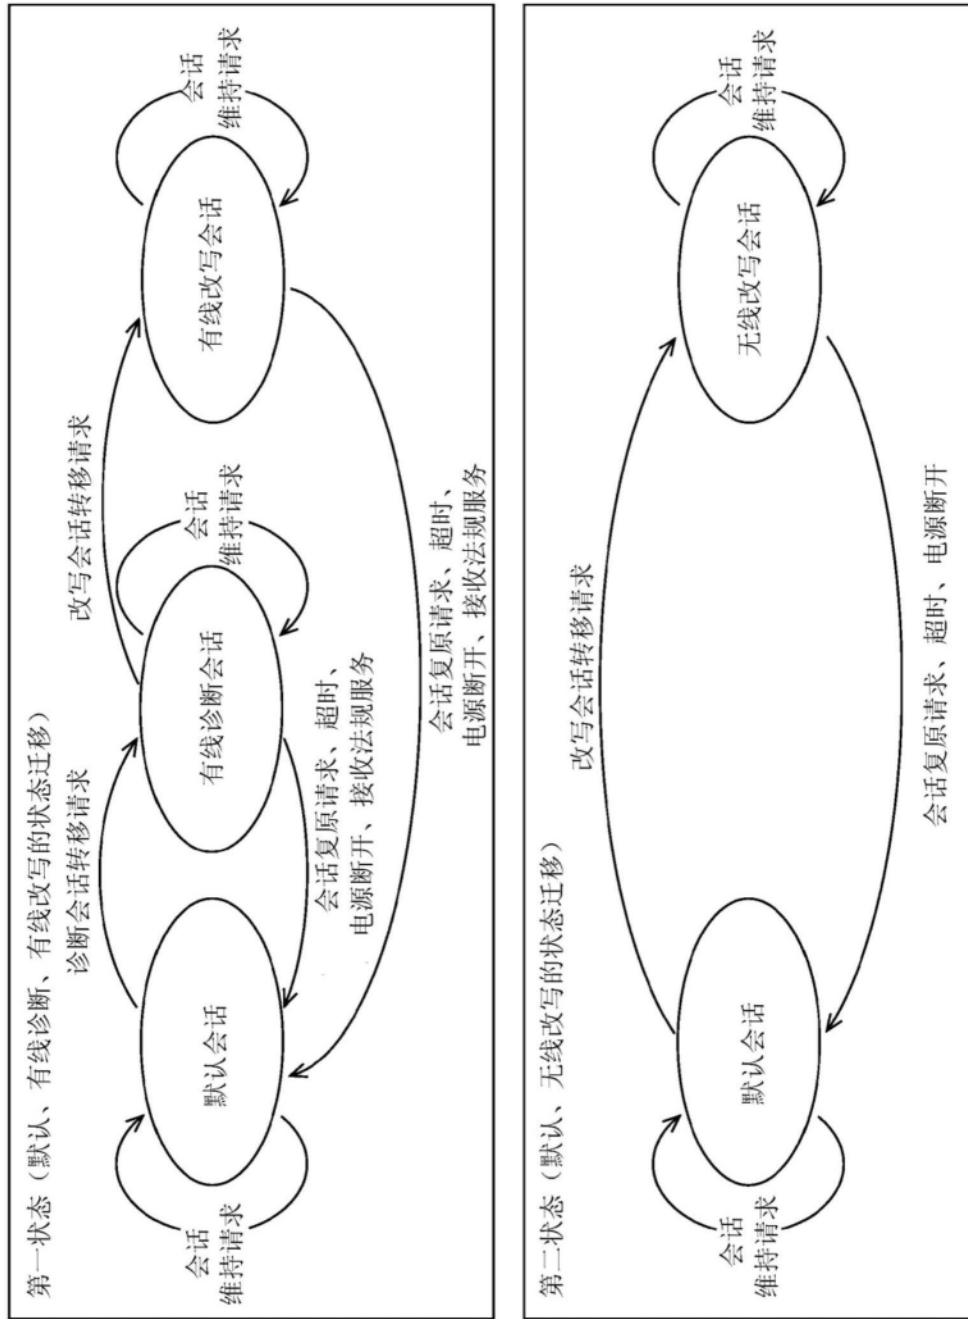 第一状态（默认、有线诊断、有线改写的状态迁移）
诊断会话转移请求
改写会话转移请求
会话
维持请求
默认会话
有线诊断会话
会话
维持请求
有线改写会话
会话
维持请求
会话复原请求、超时、
电源断开、接收法规服务
会话复原请求、超时、
电源断开、接收法规服务
第二状态（默认、无线改写的状态迁移）
改写会话转移请求
会话
维持请求
默认会话
无线改写会话
会话
维持请求
会话复原请求、超时、电源断开